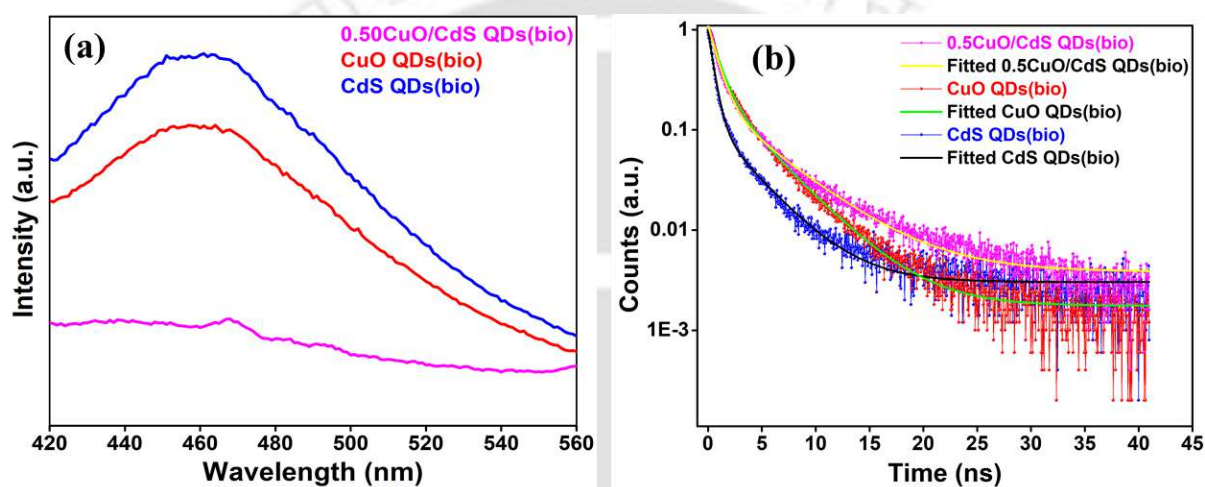 (a)
0.50CuO/CdS QDs(bio)
CuO QDs(bio)
CdS QDs(bio)
Intensity (a.u.)
420 440 460 480 500 520 540 560
Wavelength (nm)
(b)
0.5CuO/CdS QDs(bio)
Fitted 0.5CuO/CdS QDs(bio)
CuO QDs(bio)
Fitted CuO QDs(bio)
CdS QDs(bio)
Fitted CdS QDs(bio)
Counts (a.u.)
1
0.1
0.01
1E-3
0 5 10 15 20 25 30 35 40 45
Time (ns)